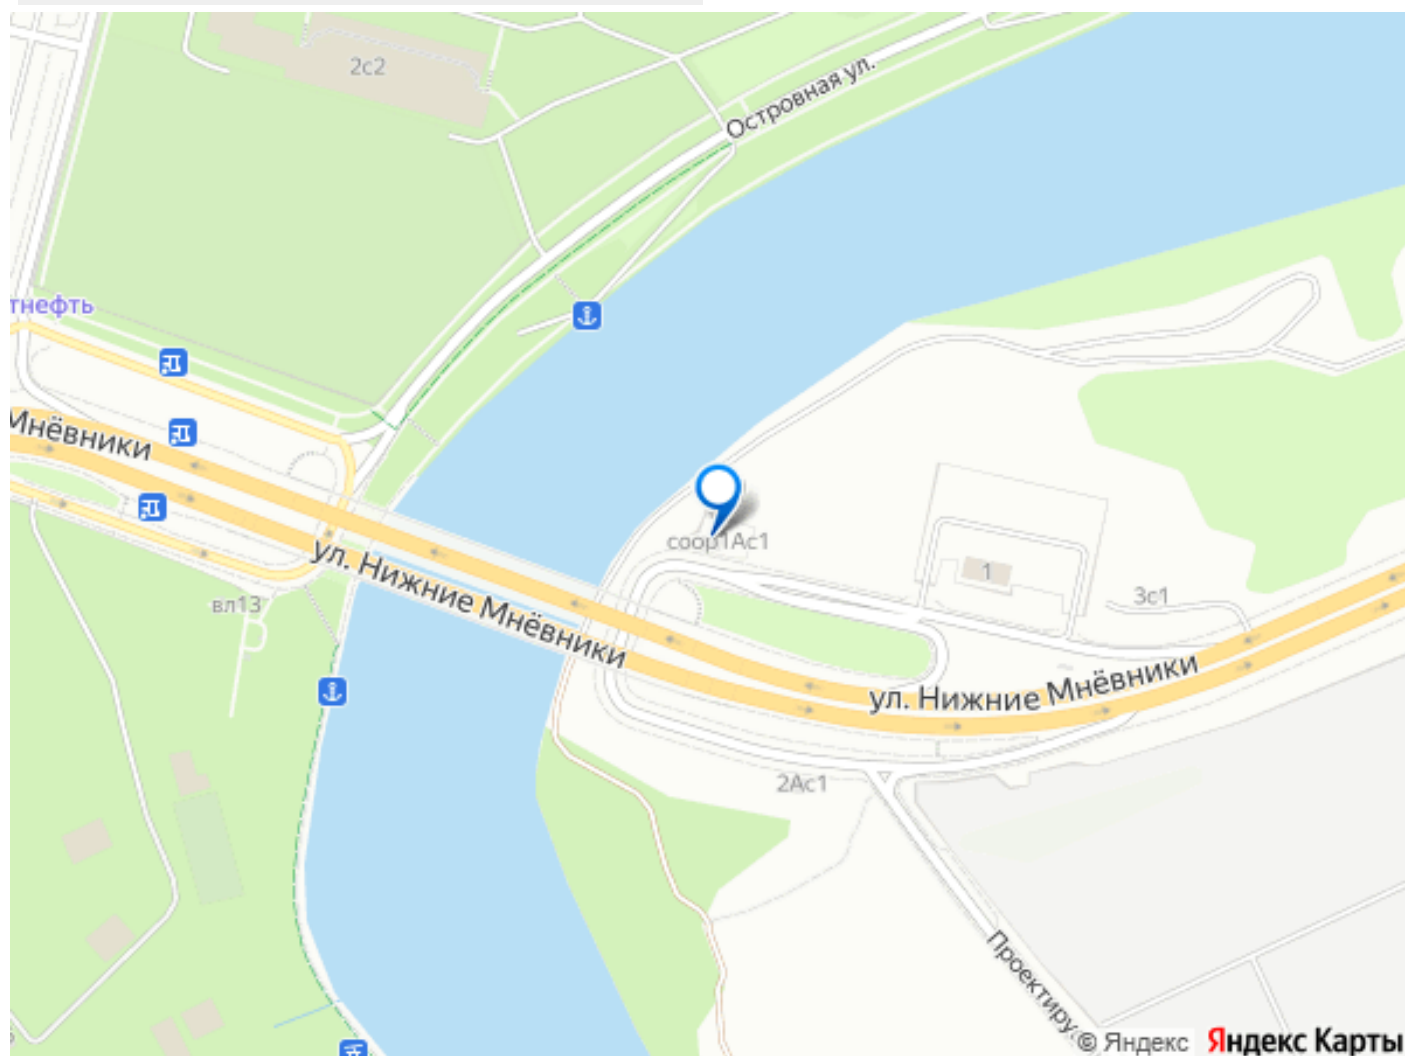 2с2
Островная ул.
тнефть
Мнёвники
ул. Нижние Мнёвники
соор1Ас1
1
3с1
вл13
ул. Нижние Мнёвники
2Ас1
Проектиру
© Яндекс Яндекс Карты